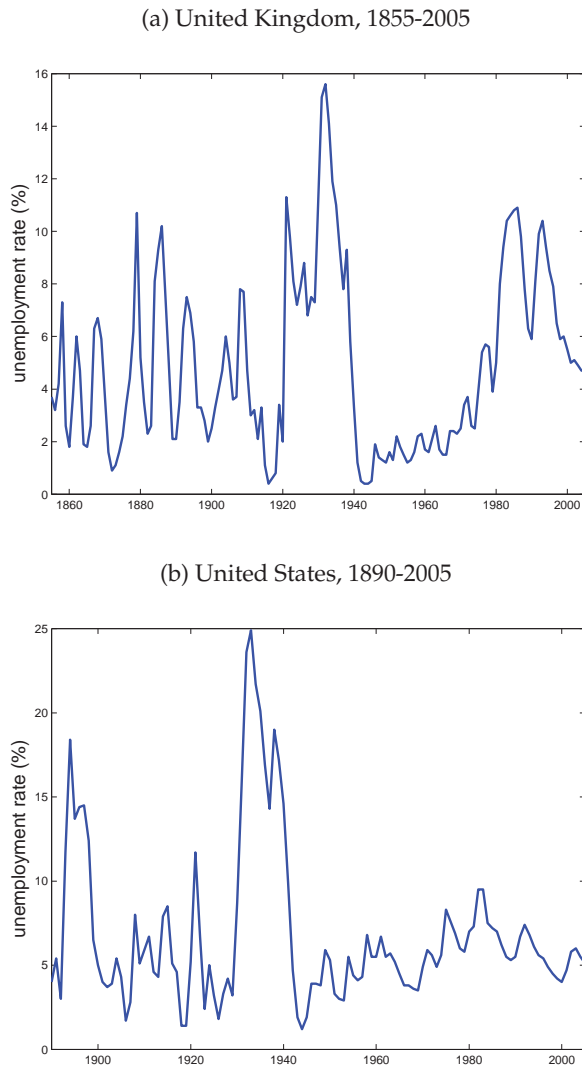 (a) United Kingdom, 1855-2005
16
14
12
10
8
6
4
2
0
unemployment rate (%)
1860 1880 1900 1920 1940 1960 1980 2000
(b) United States, 1890-2005
25
20
15
10
5
0
unemployment rate (%)
1900 1920 1940 1960 1980 2000